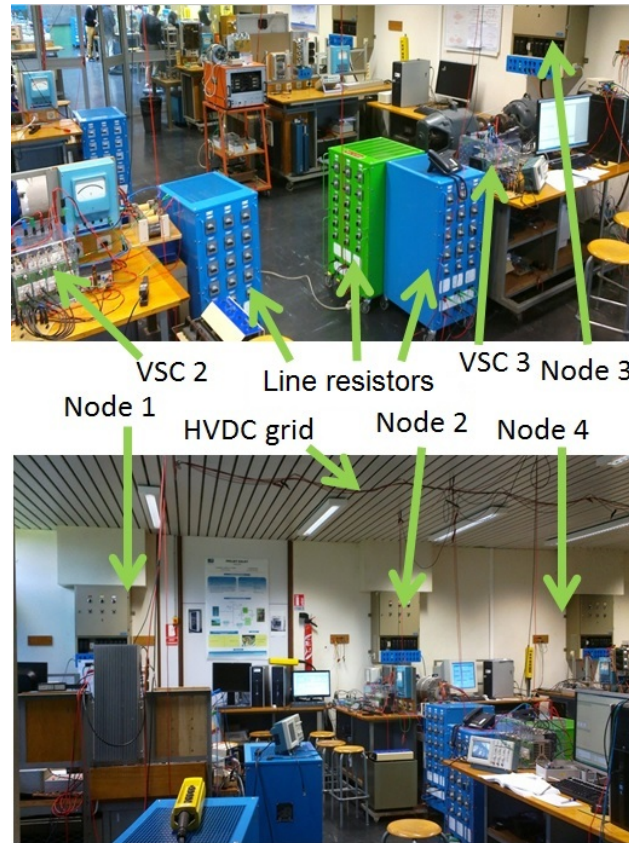 VSC 2
Line resistors
VSC 3
Node 3
Node 1
HVDC grid
Node 2
Node 4